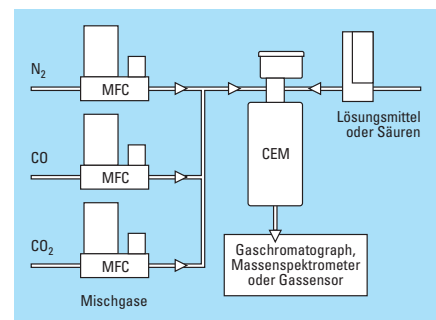 N₂
MFC
CO
MFC
CO₂
MFC
Mischgase
CEM
Lösungsmittel
oder Säuren
Gaschromatograph,
Massenspektrometer
oder Gassensor